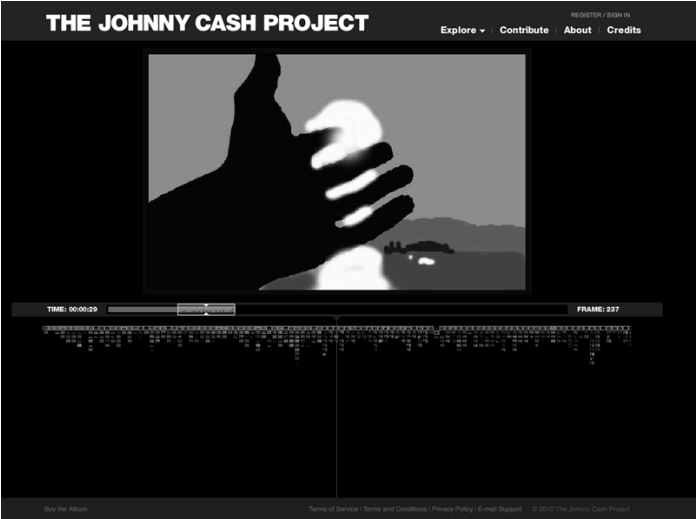 THE JOHNNY CASH PROJECT
REGISTER / SIGN IN
Explore Contribute About Credits
TIME: 00:00:29
FRAME: 237
Buy the Album
Terms of Service | Terms and Conditions | Privacy Policy | E-mail Support © 2010 The Johnny Cash Project